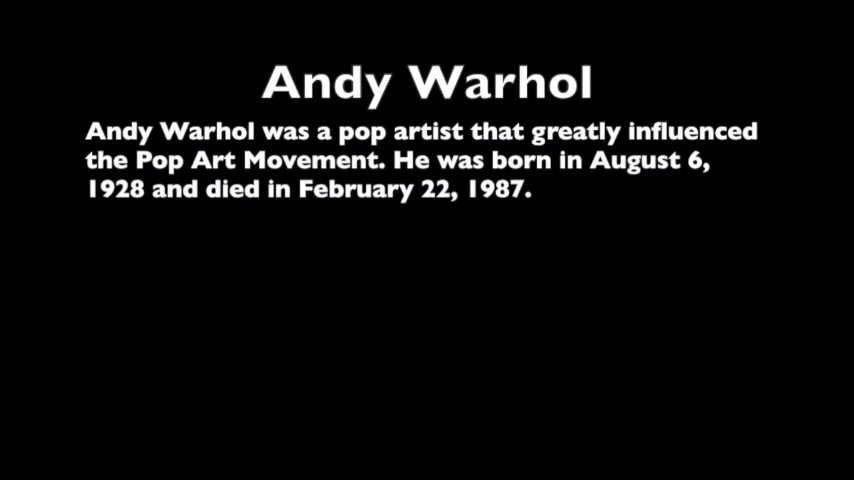 Andy Warhol
Andy Warhol was a pop artist that greatly influenced
the Pop Art Movement. He was born in August 6,
1928 and died in February 22, 1987.